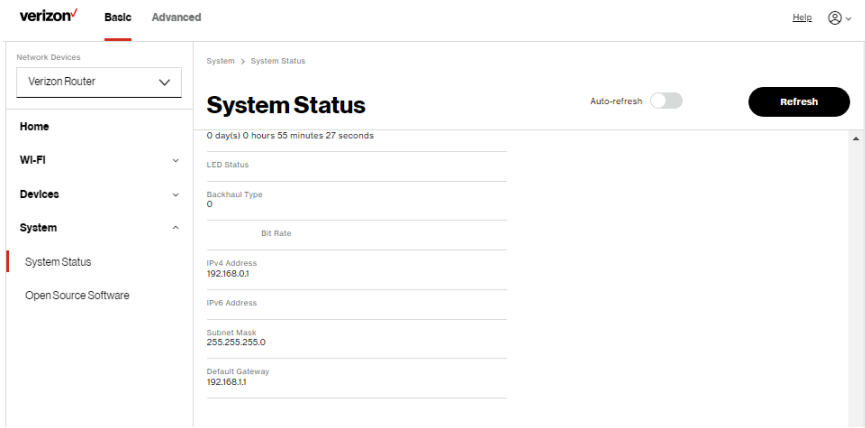 verizon✓ Basic Advanced Help
Network Devices
Verizon Router
Home
Wi-Fi
Devices
System
System Status
Open Source Software
System > System Status
System Status
Auto-refresh
Refresh
0 day(s) 0 hours 55 minutes 27 seconds
LED Status
Backhaul Type
0
Bit Rate
IPv4 Address
192.168.0.1
IPv6 Address
Subnet Mask
255.255.255.0
Default Gateway
192.168.1.1